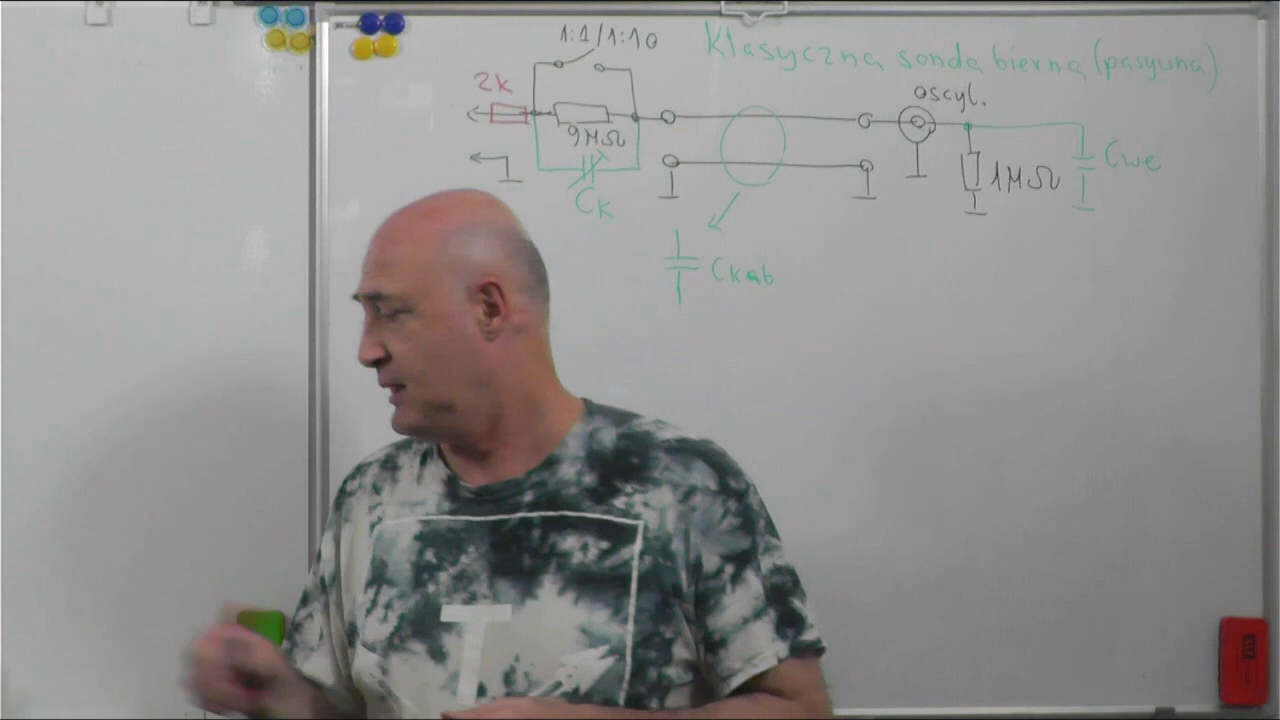 1:1/1:10
Klasyczna sonda bierna (pasywna)
2k
oscyl.
9MΩ
1MΩ
Cwe
CK
Ckab